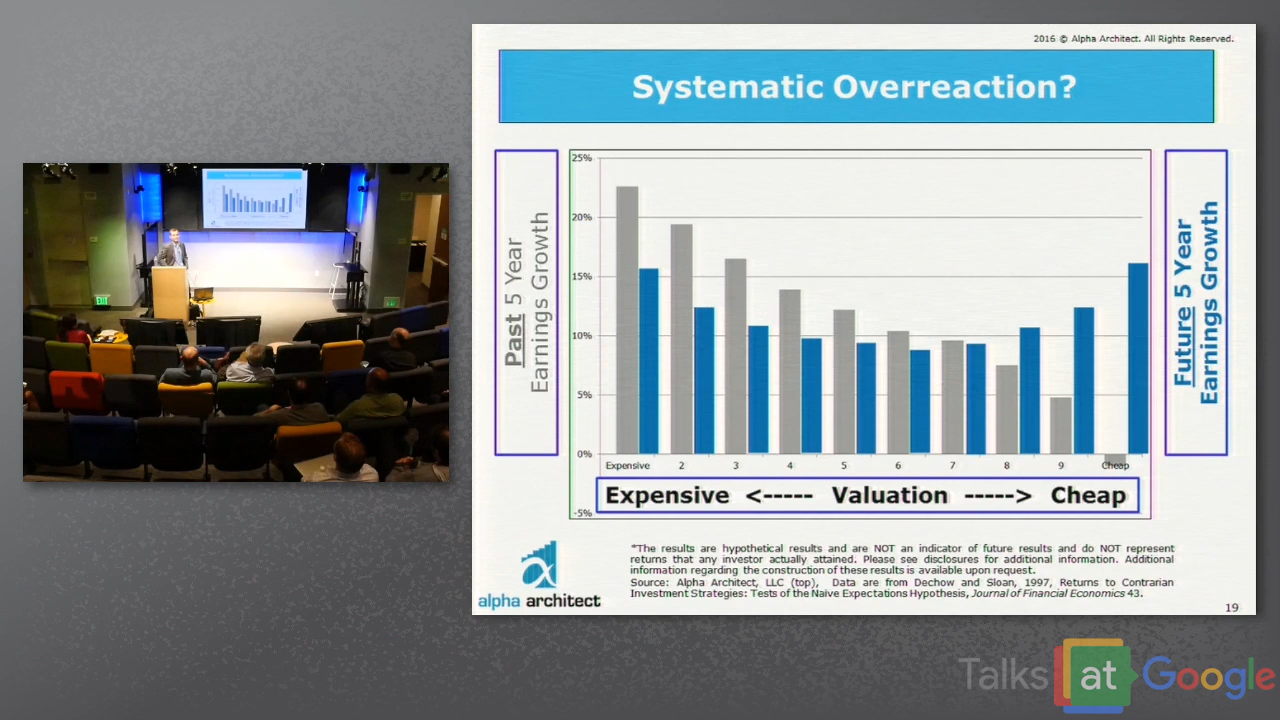 2016 © Alpha Architect. All Rights Reserved.
Systematic Overreaction?
Past 5 Year
Earnings Growth
25%
20%
15%
10%
5%
0%
-5%
Expensive 2 3 4 5 6 7 8 9 Cheap
Expensive <----- Valuation -----> Cheap
Future 5 Year
Earnings Growth
*The results are hypothetical results and are NOT an indicator of future results and do NOT represent
returns that any investor actually attained. Please see disclosures for additional information. Additional
information regarding the construction of these results is available upon request.
Source: Alpha Architect, LLC (top), Data are from Dechow and Sloan, 1997, Returns to Contrarian
Investment Strategies: Tests of the Naive Expectations Hypothesis, Journal of Financial Economics 43.
alpha architect
19
EXIT
Systematic Overreaction?
Talks at Google